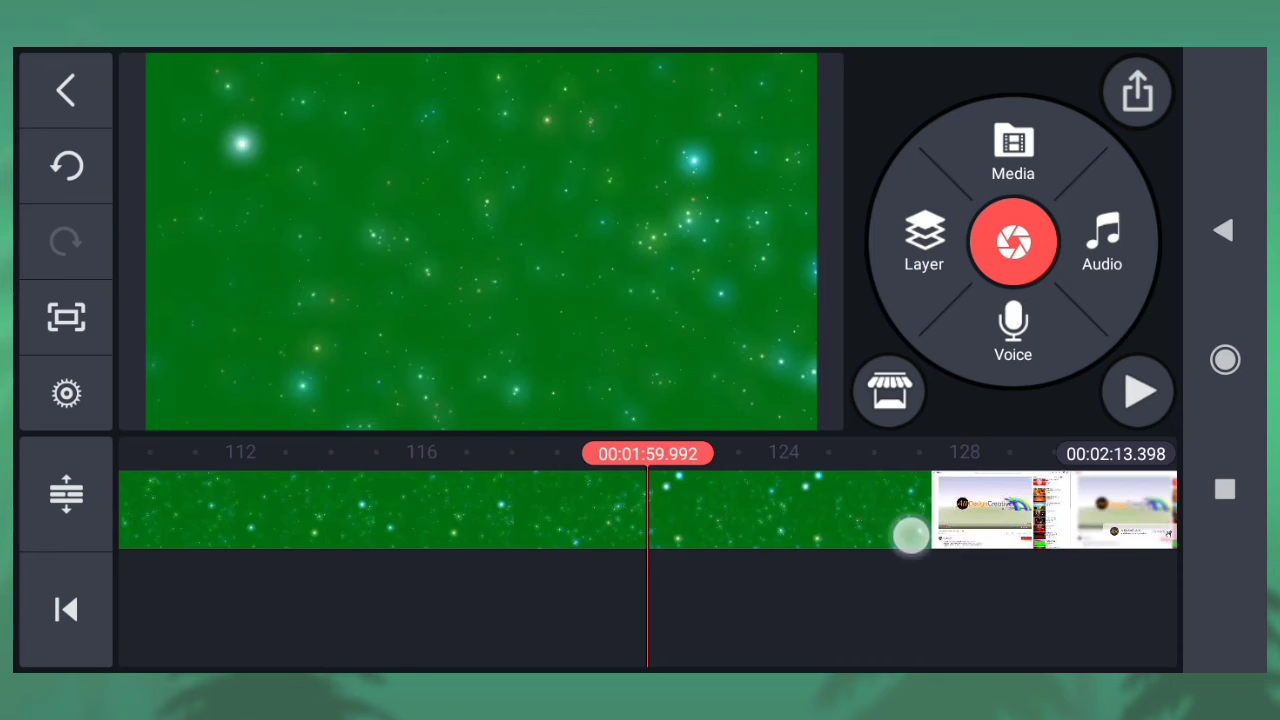 Media
Layer
Audio
Voice
112
116
00:01:59.992
124
128
00:02:13.398